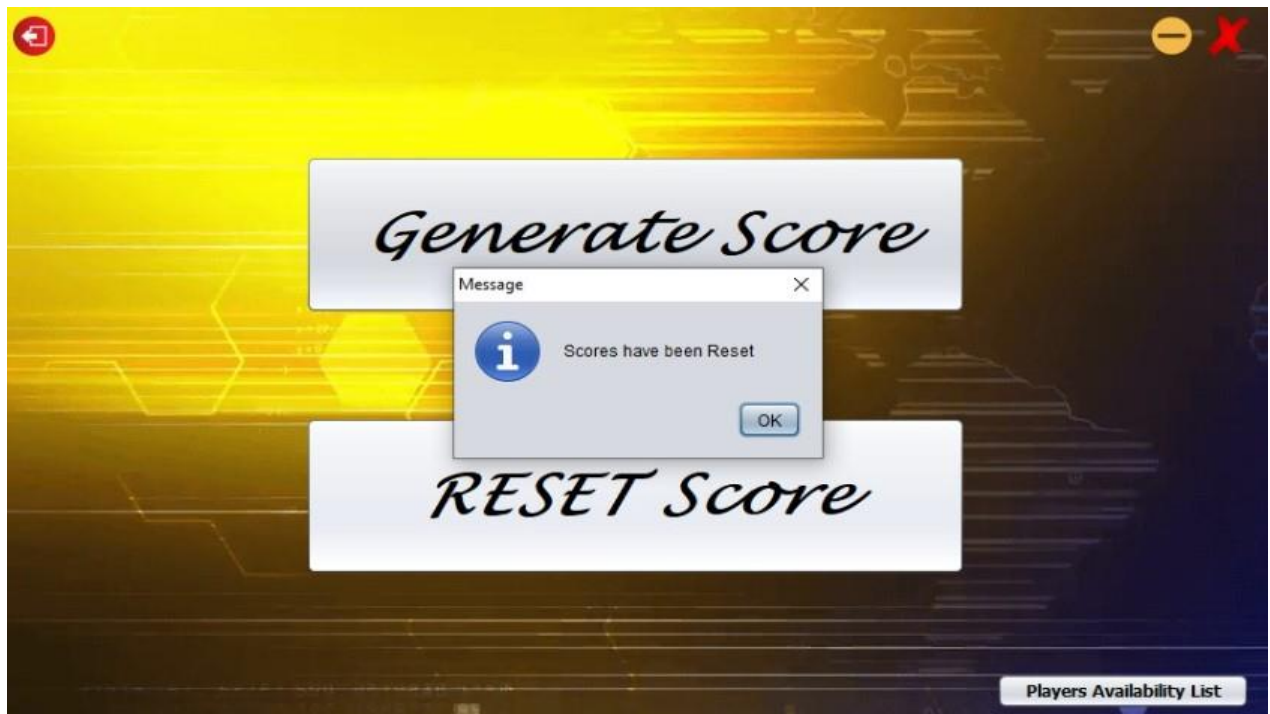 Generate Score
Message
Scores have been Reset
OK
RESET Score
Players Availability List